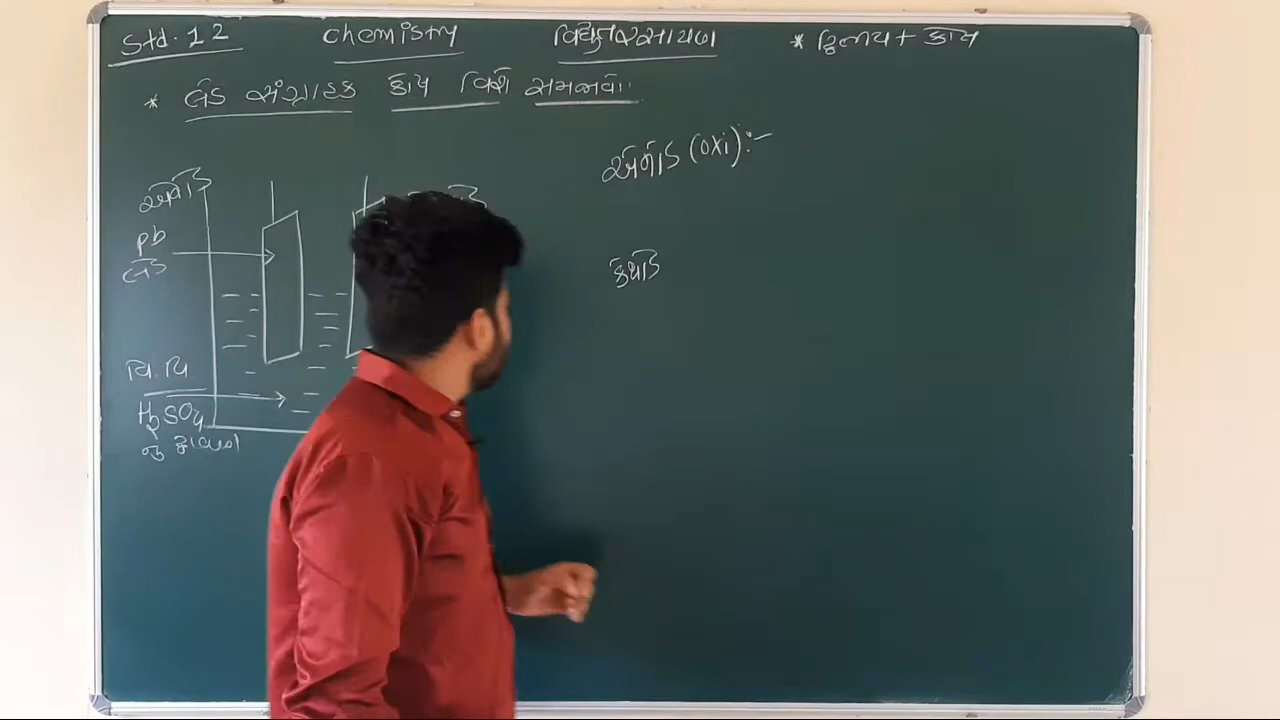 Std. 12 Chemistry વિદ્યુતરસાયણ * દ્વિતીય + કોષ
* લેડ સંગ્રાહક કોષ વિશે સમજાવો.
એનોડ (oxi):-
એનોડ
pb
લેડ
કેથોડ
વિ.વિ
H₂SO₄
નું દ્રાવણ